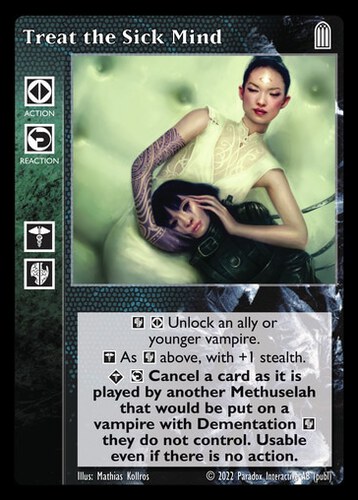 Treat the Sick Mind
ACTION
REACTION
Unlock an ally or
younger vampire.
As above, with +1 stealth.
Cancel a card as it is
played by another Methuselah
that would be put on a
vampire with Dementation
they do not control. Usable
even if there is no action.
Illus: Mathias Kollros © 2022 Paradox Interactive AB (publ)